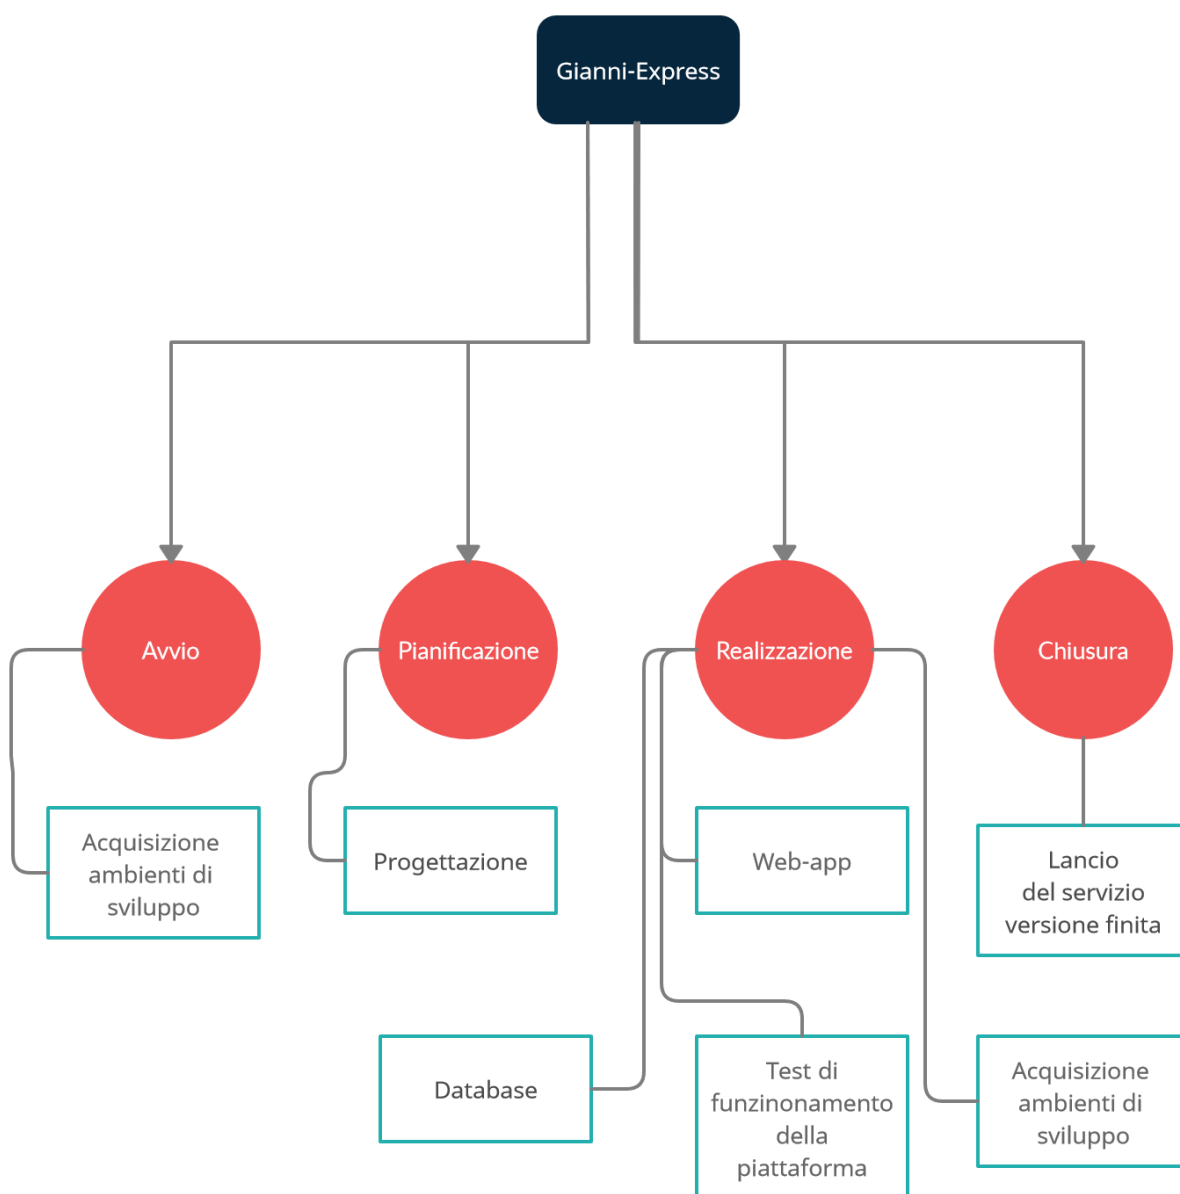 Gianni-Express
Avvio
Pianificazione
Realizzazione
Chiusura
Acquisizione
ambienti di
sviluppo
Progettazione
Web-app
Lancio
del servizio
versione finita
Database
Test di
funzinonamento
della
piattaforma
Acquisizione
ambienti di
sviluppo